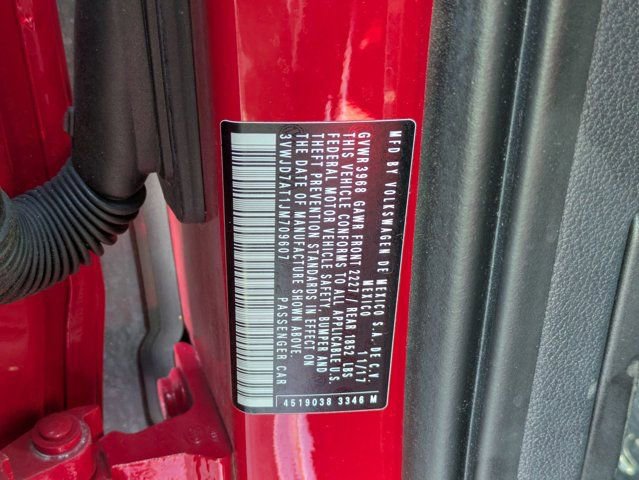 MFD BY VOLKSWAGEN DE MEXICO S.A. DE C.V.
MEXICO 11/17
GVWR 3968 GAWR FRONT 2227 // REAR 1852 LBS
THIS VEHICLE CONFORMS TO ALL APPLICABLE U.S.
FEDERAL MOTOR VEHICLE SAFETY, BUMPER AND
THEFT PREVENTION STANDARDS IN EFFECT ON
THE DATE OF MANUFACTURE SHOWN ABOVE.
3VWJD7AT1JM709607 PASSENGER CAR
4519038 3346 M